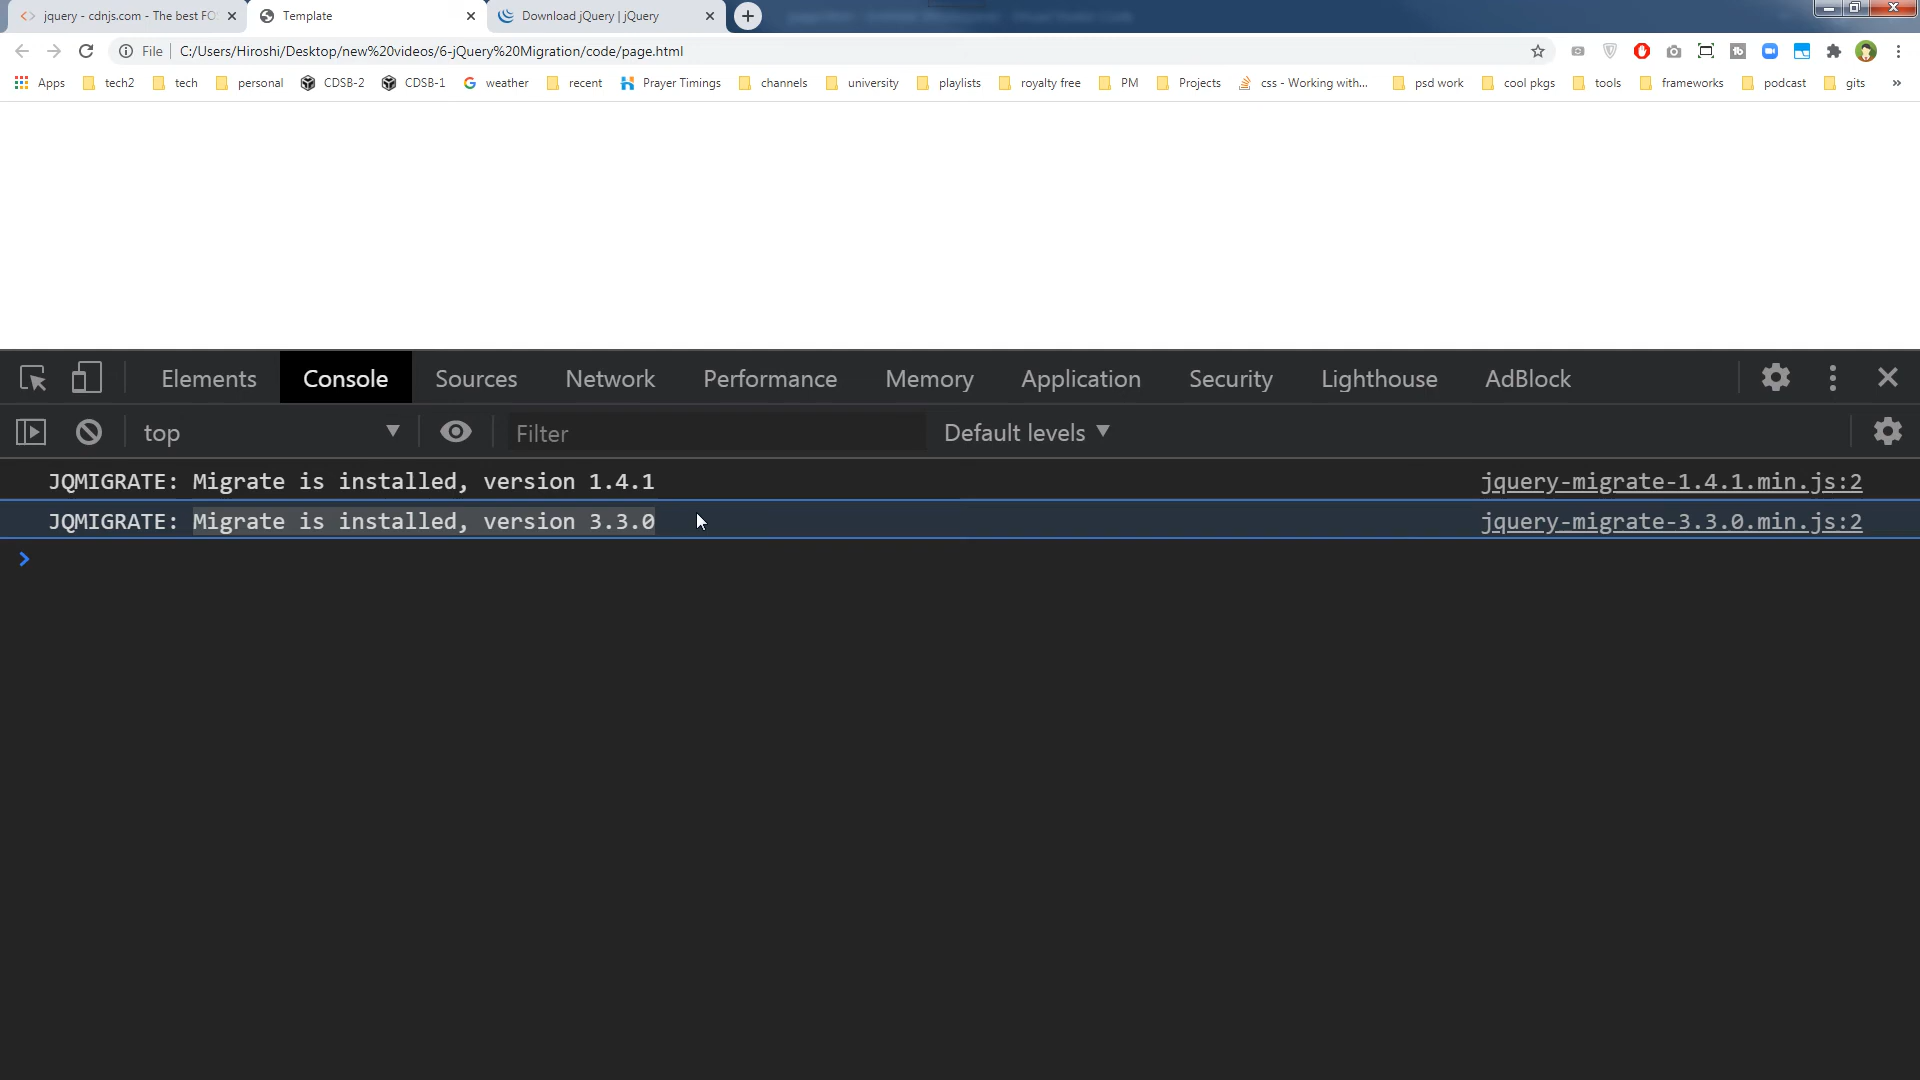 jquery - cdnjs.com - The best FO
Template
Download jQuery | jQuery
File
C:/Users/Hiroshi/Desktop/new%20videos/6-jQuery%20Migration/code/page.html
Apps
tech2
tech
personal
CDSB-2
CDSB-1
weather
recent
Prayer Timings
channels
university
playlists
royalty free
PM
Projects
css - Working with...
psd work
cool pkgs
tools
frameworks
podcast
gits
»
Elements
Console
Sources
Network
Performance
Memory
Application
Security
Lighthouse
AdBlock
top
Filter
Default levels
JQMIGRATE: Migrate is installed, version 1.4.1
jquery-migrate-1.4.1.min.js:2
JQMIGRATE: Migrate is installed, version 3.3.0
jquery-migrate-3.3.0.min.js:2